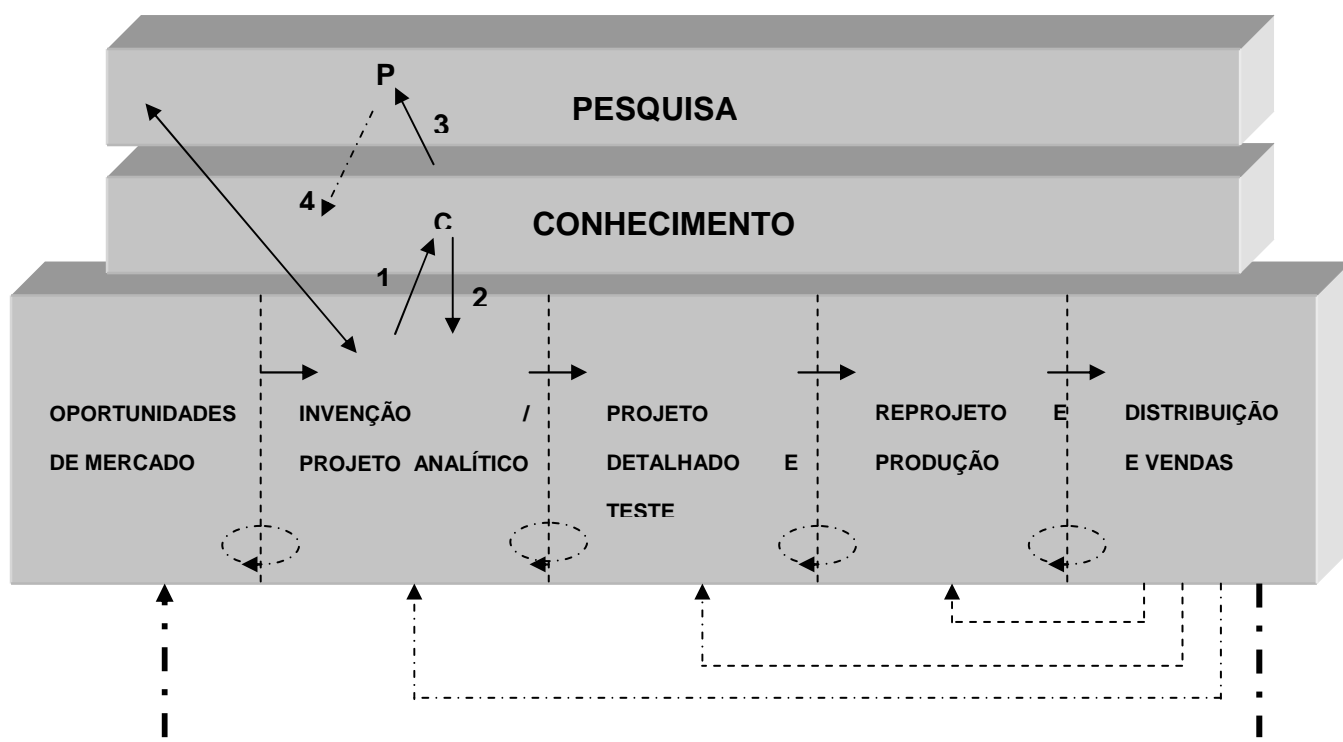 P
PESQUISA
3
4
C
CONHECIMENTO
1
2
OPORTUNIDADES
DE MERCADO
INVENÇÃO /
PROJETO ANALÍTICO
PROJETO
DETALHADO E
TESTE
REPROJETO E
PRODUÇÃO
DISTRIBUIÇÃO
E VENDAS